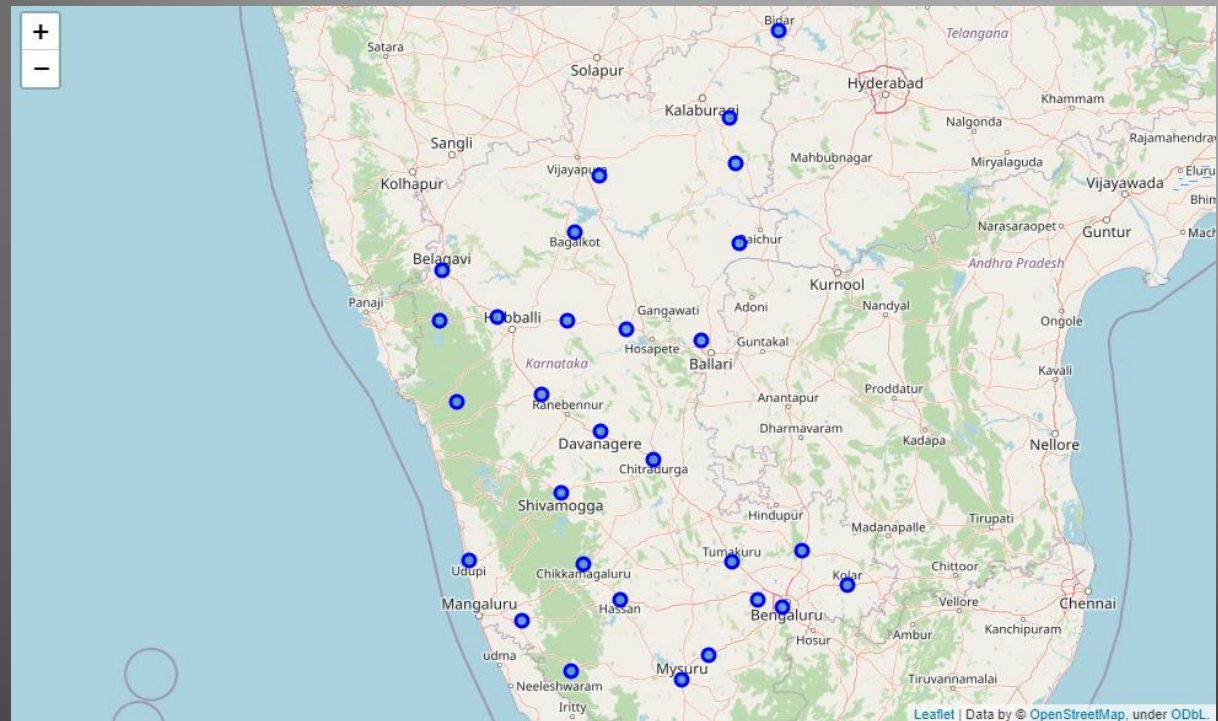 +
−
Bidar
Telangana
Satara
Solapur
Hyderabad
Khammam
Kalaburagi
Nalgonda
Rajamahendra
Sangli
Mahbubnagar
Miryalaguda
Vijayapura
Eluru
Kolhapur
Vijayawada
Bhim
Narasaraopet
Guntur
Mach
Bagalkot
Raichur
Belagavi
Andhra Pradesh
Kurnool
Panaji
Gangawati
Adoni
Nandyal
Hubballi
Ongole
Hosapete
Guntakal
Karnataka
Ballari
Kavali
Proddatur
Anantapur
Ranebennur
Dharmavaram
Davanagere
Kadapa
Nellore
Chitradurga
Shivamogga
Hindupur
Tirupati
Madanapalle
Tumakuru
Chittoor
Udupi
Chikkamagaluru
Kolar
Mangaluru
Hassan
Vellore
Chennai
Bengaluru
Kanchipuram
Hosur
Ambur
udma
Mysuru
Tiruvannamalai
Neeleshwaram
Iritty
Leaflet | Data by © OpenStreetMap, under ODbL.